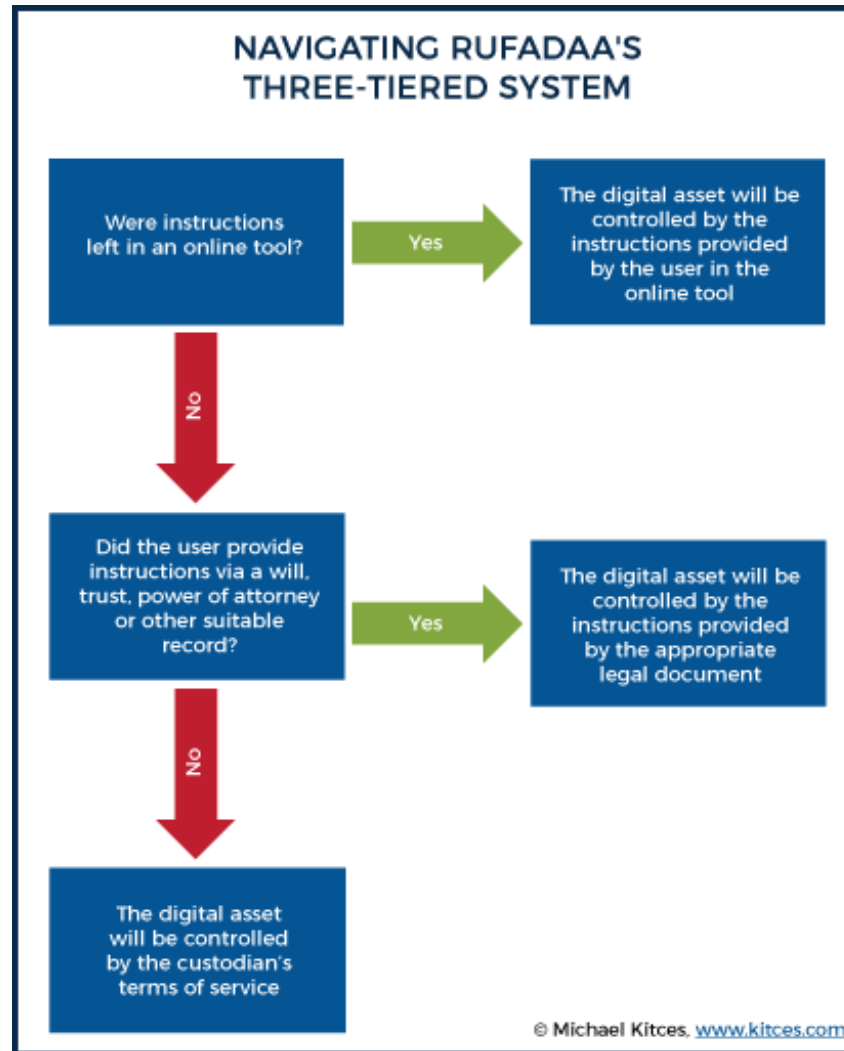 NAVIGATING RUFADAA'S
THREE-TIERED SYSTEM
Were instructions
left in an online tool?
Yes
The digital asset will be
controlled by the
instructions provided
by the user in the
online tool
No
Did the user provide
instructions via a will,
trust, power of attorney
or other suitable
record?
Yes
The digital asset will be
controlled by the
instructions provided
by the appropriate
legal document
No
The digital asset
will be controlled
by the custodian's
terms of service
© Michael Kitces, www.kitces.com